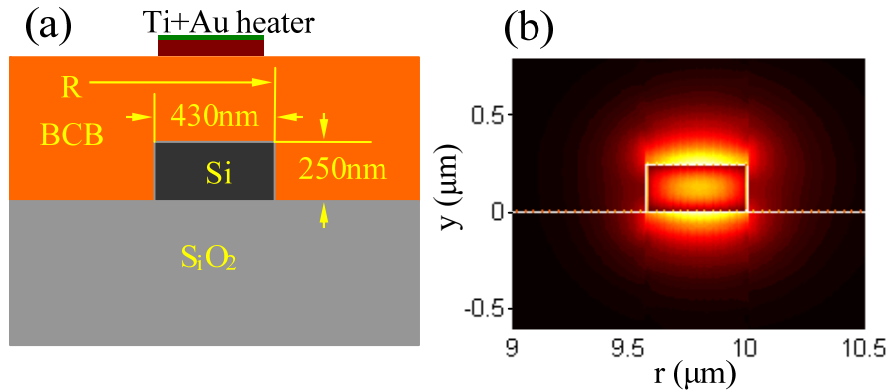 (a)
Ti+Au heater
R
430nm
BCB
Si
250nm
SiO2
(b)
0.5
0
-0.5
y (μm)
9
9.5
10
10.5
r (μm)